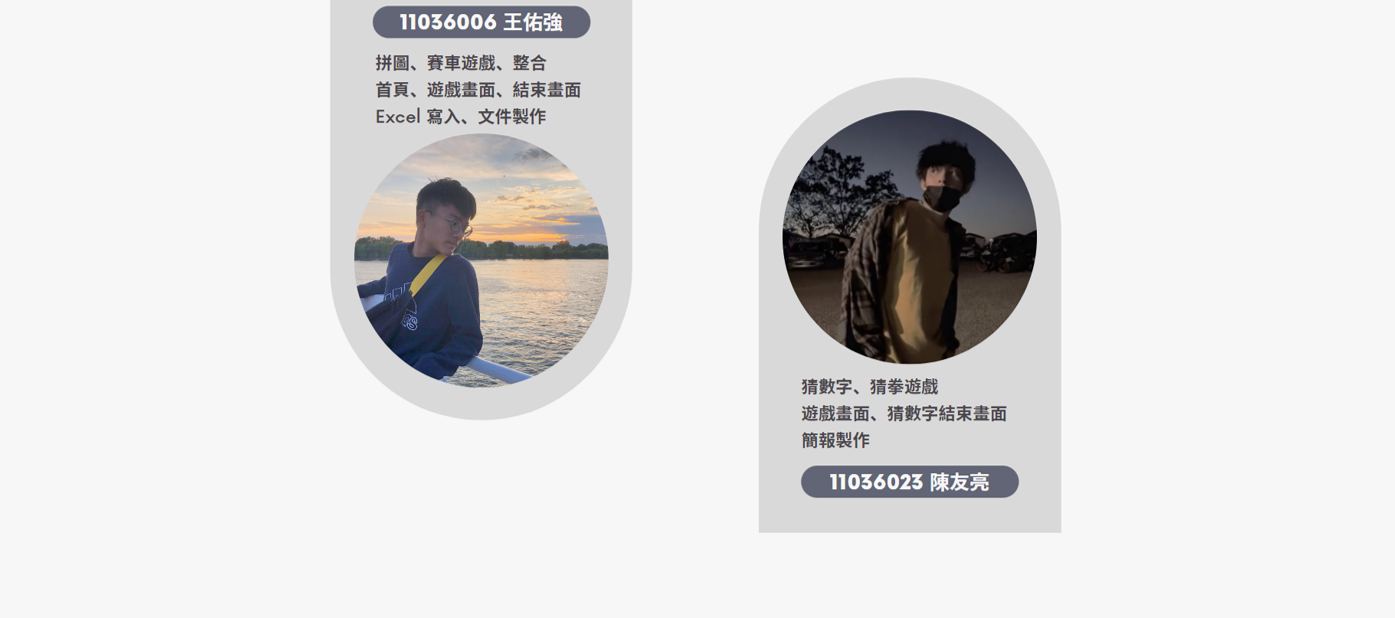 11036006 王佑強
拼圖、賽車遊戲、整合
首頁、遊戲畫面、結束畫面
Excel 寫入、文件製作
猜數字、猜拳遊戲
遊戲畫面、猜數字結束畫面
簡報製作
11036023 陳友亮